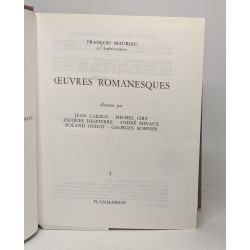 FRANÇOIS MAURIAC
de l'Académie française
ŒUVRES ROMANESQUES
illustrées par
JEAN CARZOU - MICHEL CIRY
JACQUES DESPIERRE - ANDRÉ MINAUX
ROLAND OUDOT - GEORGES ROHNER
I
FLAMMARION